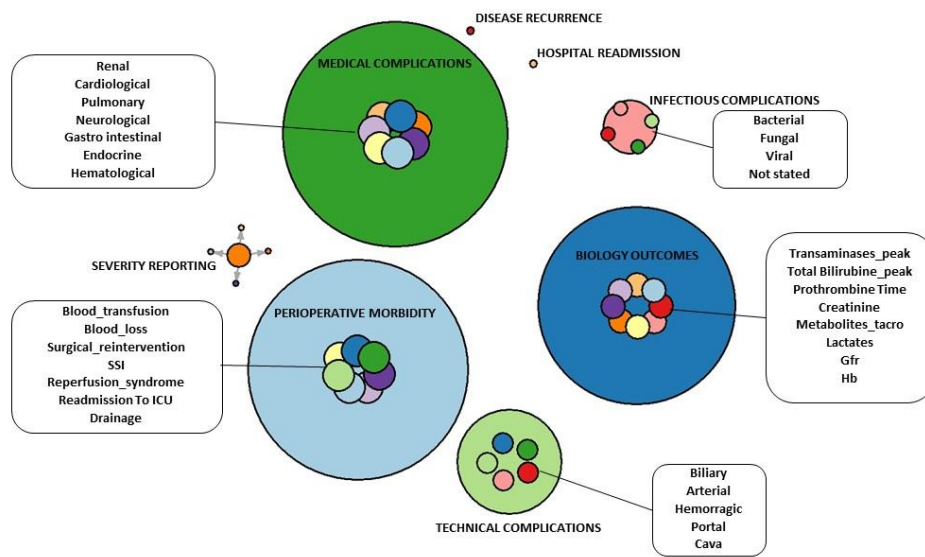 DISEASE RECURRENCE
HOSPITAL READMISSION
MEDICAL COMPLICATIONS
Renal
Cardiological
Pulmonary
Neurological
Gastro intestinal
Endocrine
Hematological
INFECTIOUS COMPLICATIONS
Bacterial
Fungal
Viral
Not stated
SEVERITY REPORTING
BIOLOGY OUTCOMES
Transaminases_peak
Total Bilirubine_peak
Prothrombine Time
Creatinine
Metabolites_tacro
Lactates
Gfr
Hb
PERIOPERATIVE MORBIDITY
Blood_transfusion
Blood_loss
Surgical_reintervention
SSI
Reperfusion_syndrome
Readmission To ICU
Drainage
TECHNICAL COMPLICATIONS
Biliary
Arterial
Hemorragic
Portal
Cava